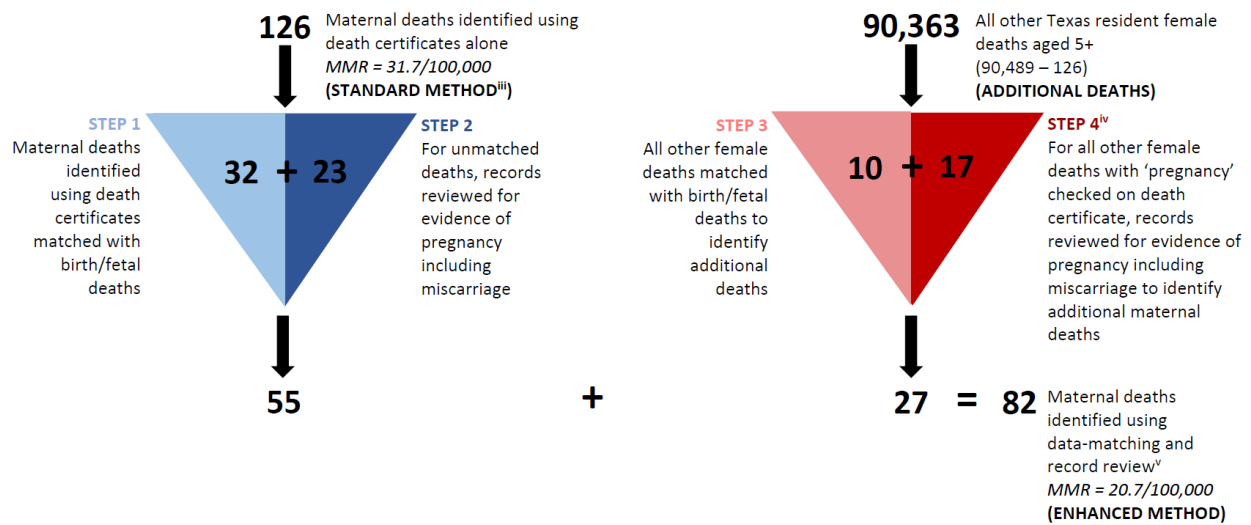 126
Maternal deaths identified using
death certificates alone
MMR = 31.7/100,000
(STANDARD METHODⁱⁱⁱ)
90,363
All other Texas resident female
deaths aged 5+
(90,489 – 126)
(ADDITIONAL DEATHS)
STEP 1
Maternal deaths
identified
using death
certificates
matched with
birth/fetal
deaths
32 + 23
STEP 2
For unmatched
deaths, records
reviewed for
evidence of
pregnancy
including
miscarriage
STEP 3
All other female
deaths matched
with birth/fetal
deaths to
identify
additional
deaths
10 + 17
STEP 4ⁱᵛ
For all other female
deaths with ‘pregnancy’
checked on death
certificate, records
reviewed for evidence of
pregnancy including
miscarriage to identify
additional maternal
deaths
55 + 27 = 82
Maternal deaths
identified using
data-matching and
record reviewᵛ
MMR = 20.7/100,000
(ENHANCED METHOD)